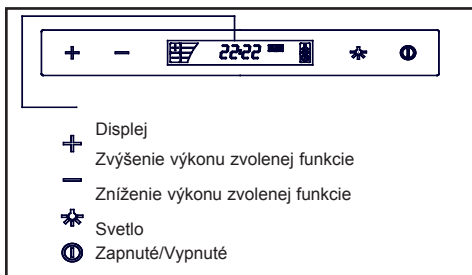 + − 22:22
Displej
+ Zvýšenie výkonu zvolenej funkcie
− Zníženie výkonu zvolenej funkcie
Svetlo
Zapnuté/Vypnuté